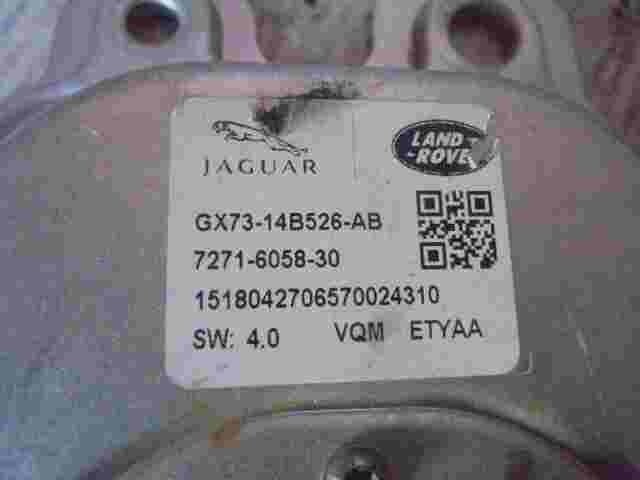 JAGUAR
LAND
-ROVER
GX73-14B526-AB
7271-6058-30
1518042706570024310
SW: 4.0 VQM ETYAA